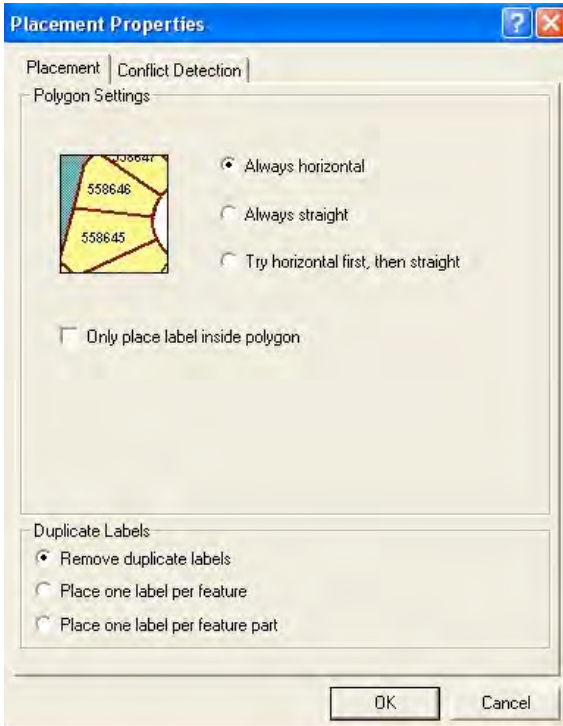 Placement Properties
Placement
Conflict Detection
Polygon Settings
558647
558646
558645
Always horizontal
Always straight
Try horizontal first, then straight
Only place label inside polygon
Duplicate Labels
Remove duplicate labels
Place one label per feature
Place one label per feature part
OK
Cancel